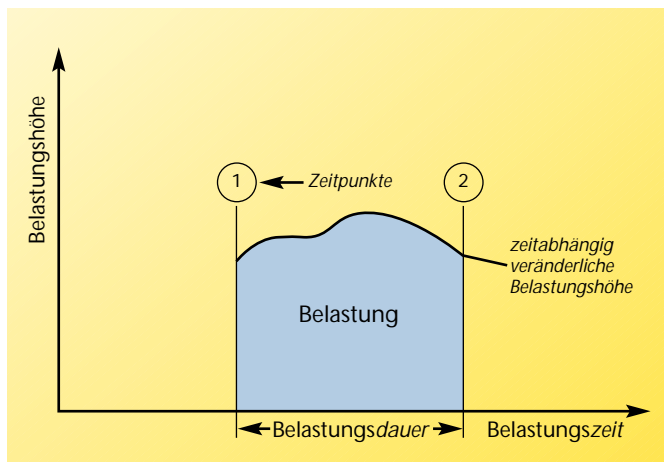 Belastungshöhe
1
Zeitpunkte
2
zeitabhängig
veränderliche
Belastungshöhe
Belastung
Belastungsdauer
Belastungszeit